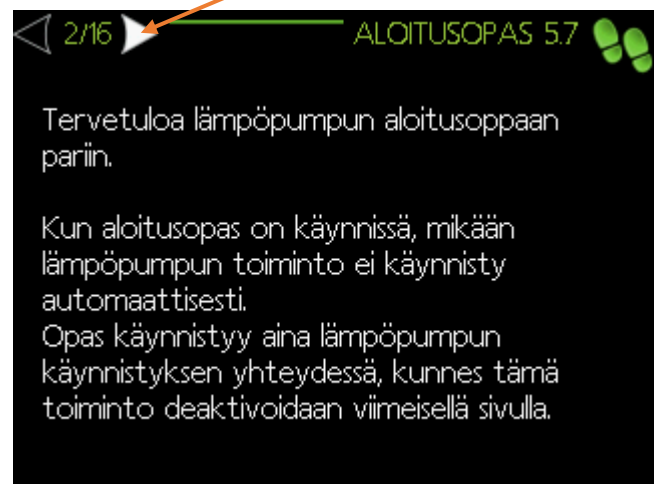 2/16
ALOITUSOPAS 5.7
Tervetuloa lämpöpumpun aloitusoppaan
pariin.
Kun aloitusopas on käynnissä, mikään
lämpöpumpun toiminto ei käynnisty
automaattisesti.
Opas käynnistyy aina lämpöpumpun
käynnistyksen yhteydessä, kunnes tämä
toiminto deaktivoidaan viimeisellä sivulla.